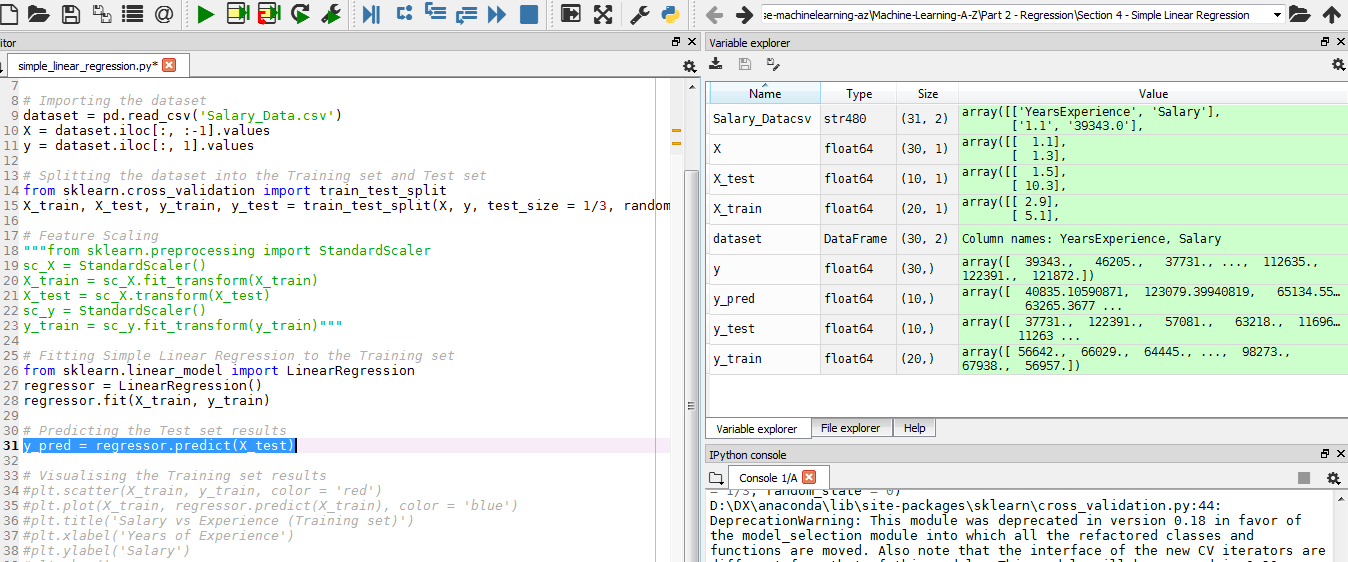 se-machinelearning-az\Machine-Learning-A-Z\Part 2 - Regression\Section 4 - Simple Linear Regression
itor
simple_linear_regression.py*
7
8 # Importing the dataset
9 dataset = pd.read_csv('Salary_Data.csv')
10 X = dataset.iloc[:, :-1].values
11 y = dataset.iloc[:, 1].values
12
13 # Splitting the dataset into the Training set and Test set
14 from sklearn.cross_validation import train_test_split
15 X_train, X_test, y_train, y_test = train_test_split(X, y, test_size = 1/3, random
16
17 # Feature Scaling
18 """from sklearn.preprocessing import StandardScaler
19 sc_X = StandardScaler()
20 X_train = sc_X.fit_transform(X_train)
21 X_test = sc_X.transform(X_test)
22 sc_y = StandardScaler()
23 y_train = sc_y.fit_transform(y_train)"""
24
25 # Fitting Simple Linear Regression to the Training set
26 from sklearn.linear_model import LinearRegression
27 regressor = LinearRegression()
28 regressor.fit(X_train, y_train)
29
30 # Predicting the Test set results
31 y_pred = regressor.predict(X_test)
32
33 # Visualising the Training set results
34 #plt.scatter(X_train, y_train, color = 'red')
35 #plt.plot(X_train, regressor.predict(X_train), color = 'blue')
36 #plt.title('Salary vs Experience (Training set)')
37 #plt.xlabel('Years of Experience')
38 #plt.ylabel('Salary')
Variable explorer
Name Type Size Value
Salary_Datacsv str480 (31, 2) array([['YearsExperience', 'Salary'],
['1.1', '39343.0'],
X float64 (30, 1) array([[ 1.1],
[ 1.3],
X_test float64 (10, 1) array([[ 1.5],
[ 10.3],
X_train float64 (20, 1) array([[ 2.9],
[ 5.1],
dataset DataFrame (30, 2) Column names: YearsExperience, Salary
y float64 (30,) array([ 39343., 46205., 37731., ..., 112635.,
122391., 121872.])
y_pred float64 (10,) array([ 40835.10590871, 123079.39940819, 65134.55…
63265.3677 ...
y_test float64 (10,) array([ 37731., 122391., 57081., 63218., 11696…
11263 ...
y_train float64 (20,) array([ 56642., 66029., 64445., ..., 98273.,
67938., 56957.])
Variable explorer File explorer Help
IPython console
Console 1/A
= 1/3, random_state = 0)
D:\DX\anaconda\lib\site-packages\sklearn\cross_validation.py:44:
DeprecationWarning: This module was deprecated in version 0.18 in favor of
the model_selection module into which all the refactored classes and
functions are moved. Also note that the interface of the new CV iterators are